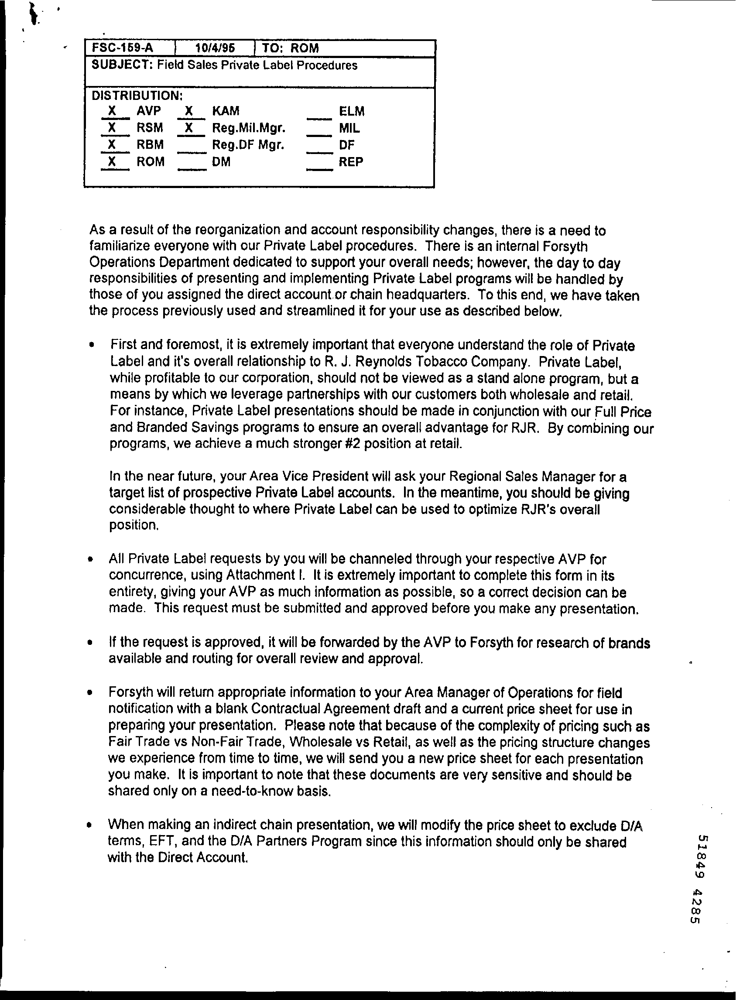 FSC-159-A 10/4/95 TO: ROM
SUBJECT: Field Sales Private Label Procedures
DISTRIBUTION:
X AVP X KAM ___ ELM
X RSM X Reg.Mil.Mgr. ___ MIL
X RBM ___ Reg.DF Mgr. ___ DF
X ROM ___ DM ___ REP
As a result of the reorganization and account responsibility changes, there is a need to
familiarize everyone with our Private Label procedures. There is an internal Forsyth
Operations Department dedicated to support your overall needs; however, the day to day
responsibilities of presenting and implementing Private Label programs will be handled by
those of you assigned the direct account or chain headquarters. To this end, we have taken
the process previously used and streamlined it for your use as described below.
• First and foremost, it is extremely important that everyone understand the role of Private
Label and it's overall relationship to R. J. Reynolds Tobacco Company. Private Label,
while profitable to our corporation, should not be viewed as a stand alone program, but a
means by which we leverage partnerships with our customers both wholesale and retail.
For instance, Private Label presentations should be made in conjunction with our Full Price
and Branded Savings programs to ensure an overall advantage for RJR. By combining our
programs, we achieve a much stronger #2 position at retail.
In the near future, your Area Vice President will ask your Regional Sales Manager for a
target list of prospective Private Label accounts. In the meantime, you should be giving
considerable thought to where Private Label can be used to optimize RJR's overall
position.
• All Private Label requests by you will be channeled through your respective AVP for
concurrence, using Attachment I. It is extremely important to complete this form in its
entirety, giving your AVP as much information as possible, so a correct decision can be
made. This request must be submitted and approved before you make any presentation.
• If the request is approved, it will be forwarded by the AVP to Forsyth for research of brands
available and routing for overall review and approval.
• Forsyth will return appropriate information to your Area Manager of Operations for field
notification with a blank Contractual Agreement draft and a current price sheet for use in
preparing your presentation. Please note that because of the complexity of pricing such as
Fair Trade vs Non-Fair Trade, Wholesale vs Retail, as well as the pricing structure changes
we experience from time to time, we will send you a new price sheet for each presentation
you make. It is important to note that these documents are very sensitive and should be
shared only on a need-to-know basis.
• When making an indirect chain presentation, we will modify the price sheet to exclude D/A
terms, EFT, and the D/A Partners Program since this information should only be shared
with the Direct Account.
51849 4285